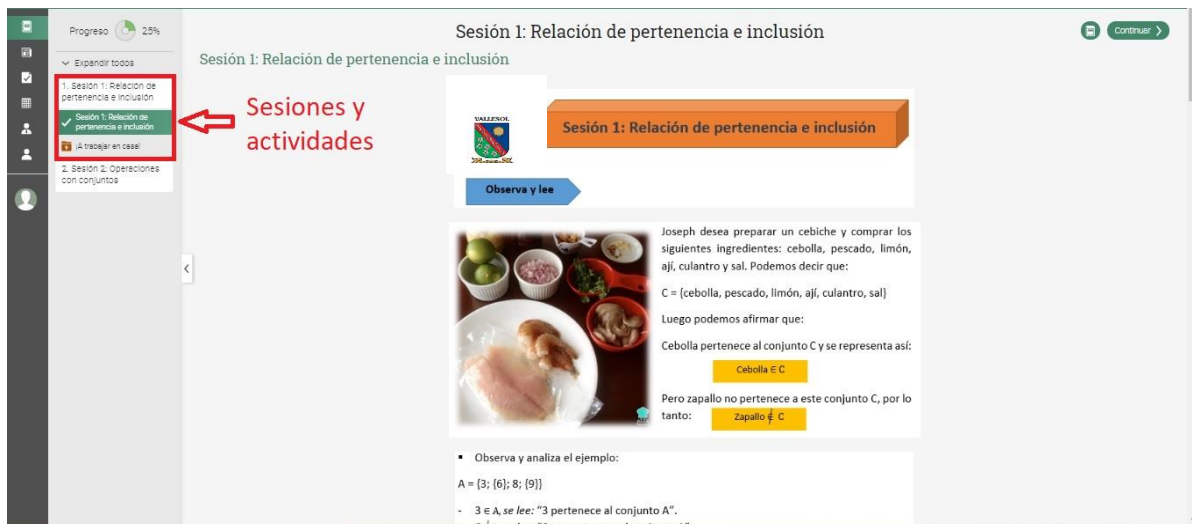 Progreso 25%
Expandir todos
1. Sesión 1: Relación de
pertenencia e inclusión
Sesión 1: Relación de
pertenencia e inclusión
¡A trabajar en casa!
2. Sesión 2: Operaciones
con conjuntos
Sesiones y
actividades
Sesión 1: Relación de pertenencia e inclusión
Continuar
Sesión 1: Relación de pertenencia e inclusión
VALLESOL
Sesión 1: Relación de pertenencia e inclusión
Observa y lee
Joseph desea preparar un cebiche y comprar los
siguientes ingredientes: cebolla, pescado, limón,
ají, culantro y sal. Podemos decir que:
C = {cebolla, pescado, limón, ají, culantro, sal}
Luego podemos afirmar que:
Cebolla pertenece al conjunto C y se representa así:
Cebolla ∈ C
Pero zapallo no pertenece a este conjunto C, por lo
tanto:
Zapallo ∉ C
▪ Observa y analiza el ejemplo:
A = {3; {6}; 8; {9}}
- 3 ∈ A, se lee: "3 pertenece al conjunto A".